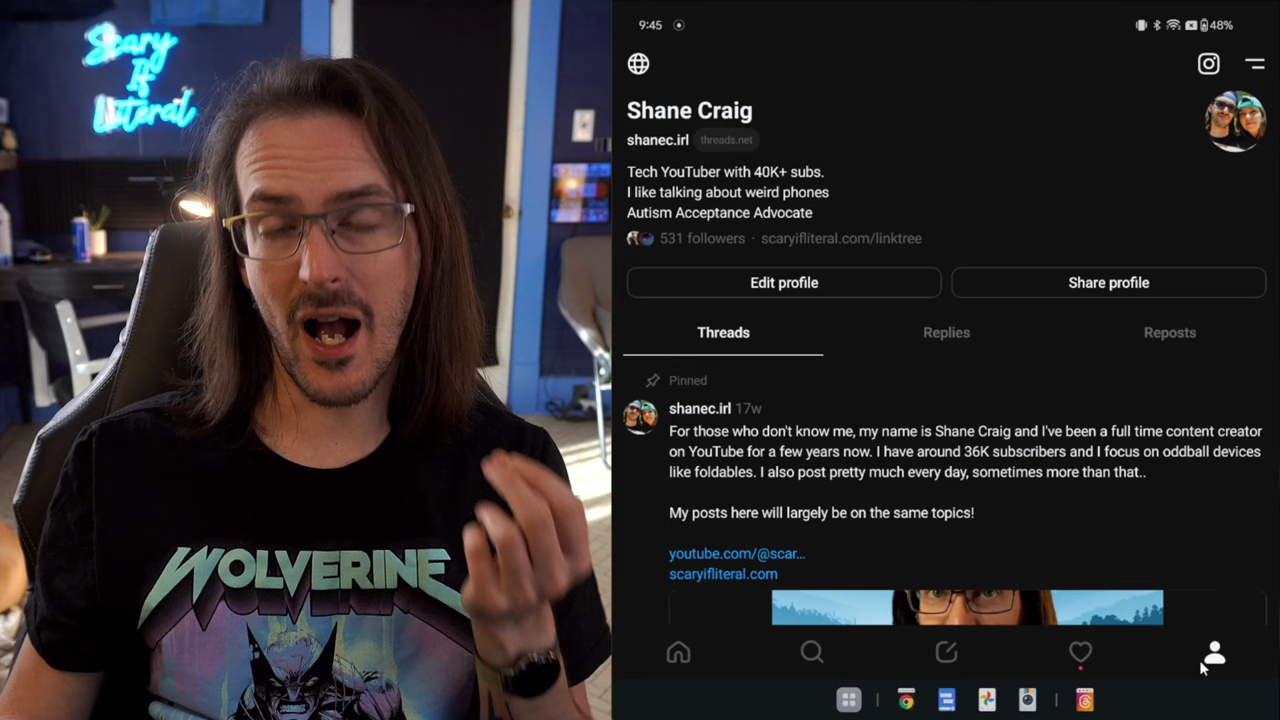 Scary
If
Literal
WOLVERINE
9:45
48%
Shane Craig
shanec.irl threads.net
Tech YouTuber with 40K+ subs.
I like talking about weird phones
Autism Acceptance Advocate
531 followers · scaryifliteral.com/linktree
Edit profile
Share profile
Threads
Replies
Reposts
Pinned
shanec.irl 17w
For those who don't know me, my name is Shane Craig and I've been a full time content creator
on YouTube for a few years now. I have around 36K subscribers and I focus on oddball devices
like foldables. I also post pretty much every day, sometimes more than that..
My posts here will largely be on the same topics!
youtube.com/@scar...
scaryifliteral.com